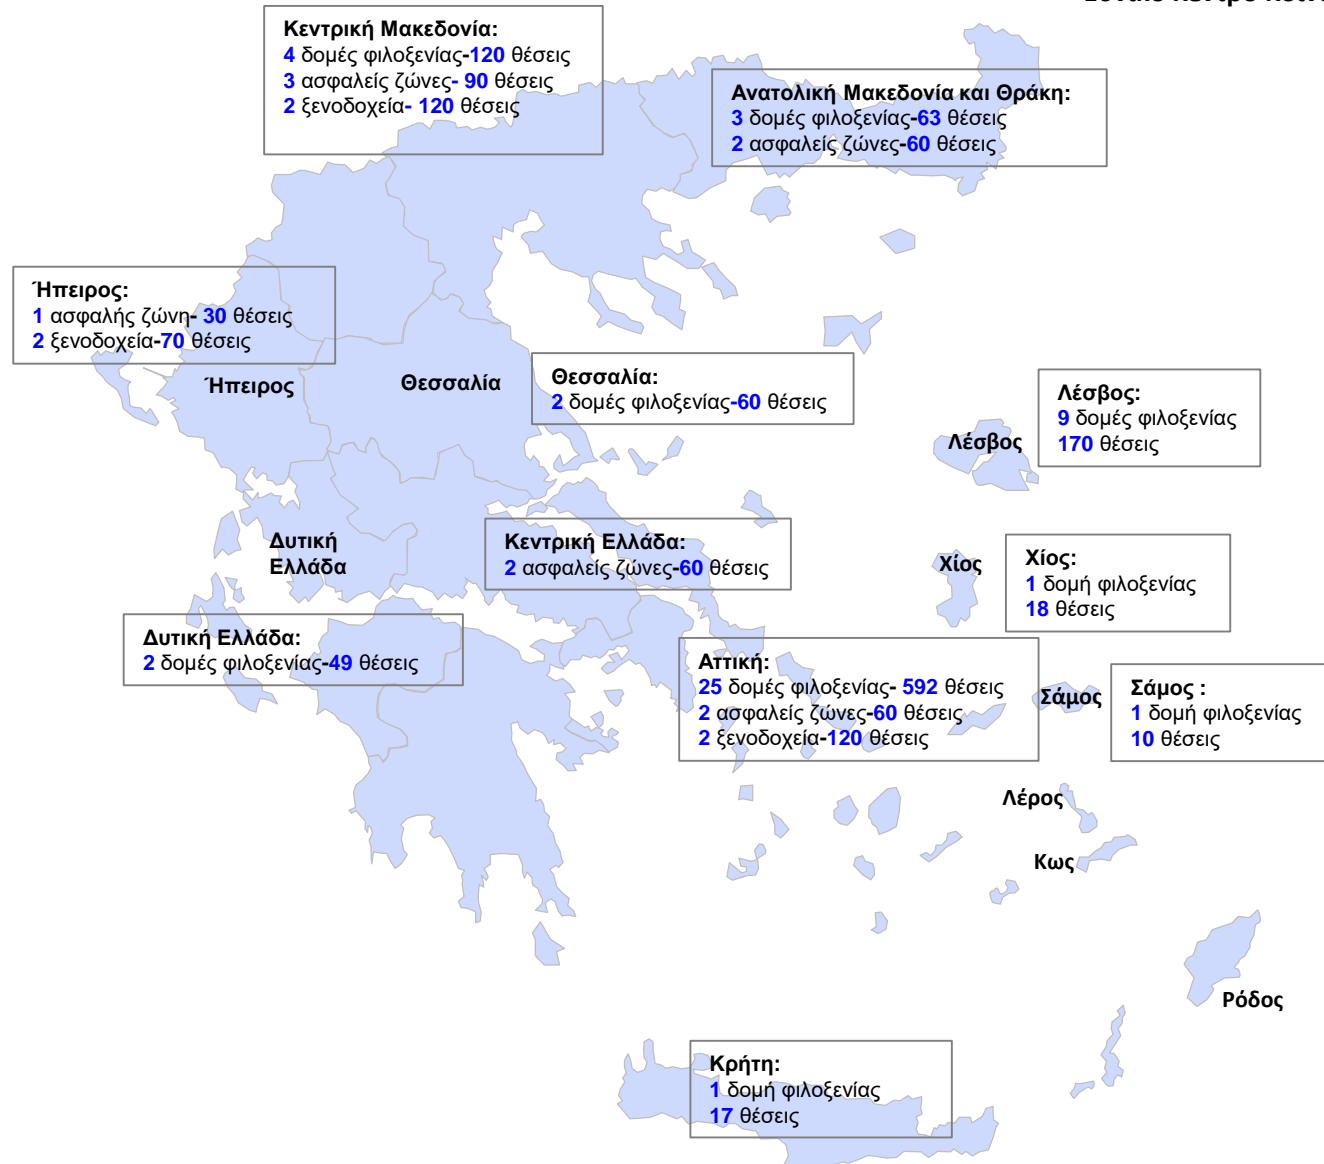 Κεντρική Μακεδονία:
4 δομές φιλοξενίας-120 θέσεις
3 ασφαλείς ζώνες- 90 θέσεις
2 ξενοδοχεία- 120 θέσεις
Ανατολική Μακεδονία και Θράκη:
3 δομές φιλοξενίας-63 θέσεις
2 ασφαλείς ζώνες-60 θέσεις
Ήπειρος:
1 ασφαλής ζώνη- 30 θέσεις
2 ξενοδοχεία-70 θέσεις
Ήπειρος
Θεσσαλία
Θεσσαλία:
2 δομές φιλοξενίας-60 θέσεις
Λέσβος
Λέσβος:
9 δομές φιλοξενίας
170 θέσεις
Δυτική
Ελλάδα
Κεντρική Ελλάδα:
2 ασφαλείς ζώνες-60 θέσεις
Χίος
Χίος:
1 δομή φιλοξενίας
18 θέσεις
Δυτική Ελλάδα:
2 δομές φιλοξενίας-49 θέσεις
Αττική:
25 δομές φιλοξενίας- 592 θέσεις
2 ασφαλείς ζώνες-60 θέσεις
2 ξενοδοχεία-120 θέσεις
Σάμος
Σάμος :
1 δομή φιλοξενίας
10 θέσεις
Λέρος
Κως
Ρόδος
Κρήτη:
1 δομή φιλοξενίας
17 θέσεις